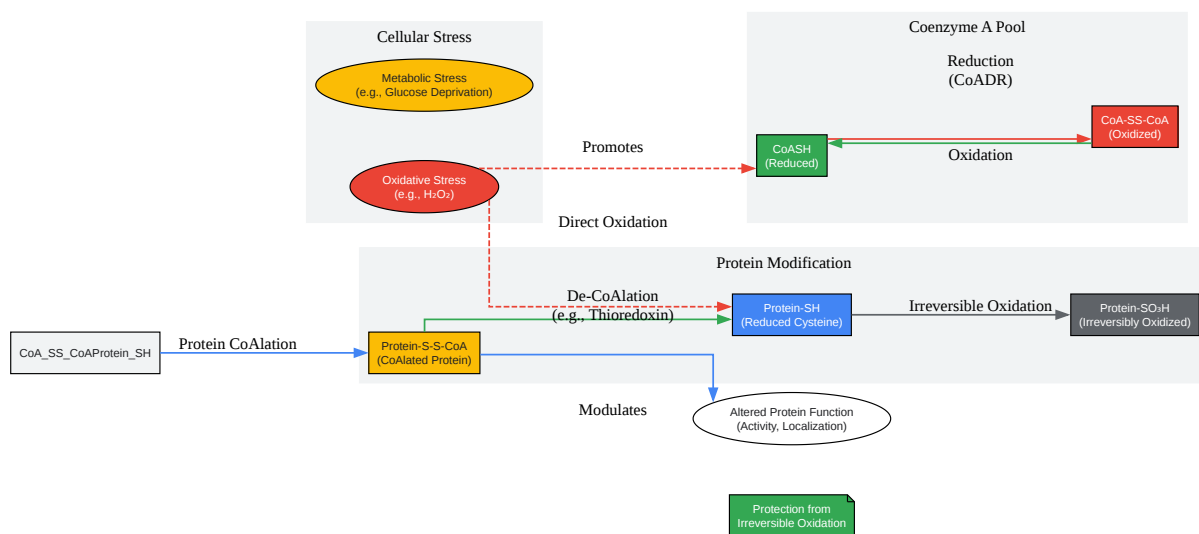 Cellular Stress
Metabolic Stress
(e.g., Glucose Deprivation)
Oxidative Stress
(e.g., H₂O₂)
Promotes
Direct Oxidation
Coenzyme A Pool
Reduction
(CoADR)
CoASH
(Reduced)
CoA-SS-CoA
(Oxidized)
Oxidation
Protein Modification
De-CoAlation
(e.g., Thioredoxin)
Protein-SH
(Reduced Cysteine)
Irreversible Oxidation
Protein-SO₃H
(Irreversibly Oxidized)
CoA_SS_CoAProtein_SH
Protein CoAlation
Protein-S-S-CoA
(CoAlated Protein)
Modulates
Altered Protein Function
(Activity, Localization)
Protection from
Irreversible Oxidation